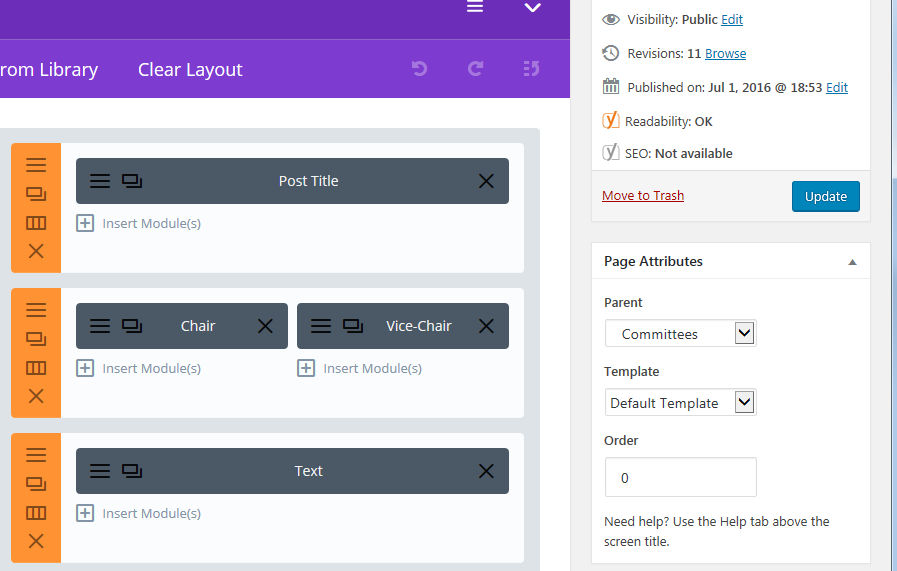 rom Library Clear Layout
Post Title
Insert Module(s)
Chair Vice-Chair
Insert Module(s) Insert Module(s)
Text
Insert Module(s)
Visibility: Public Edit
Revisions: 11 Browse
Published on: Jul 1, 2016 @ 18:53 Edit
Readability: OK
SEO: Not available
Move to Trash Update
Page Attributes
Parent
Committees
Template
Default Template
Order
0
Need help? Use the Help tab above the
screen title.